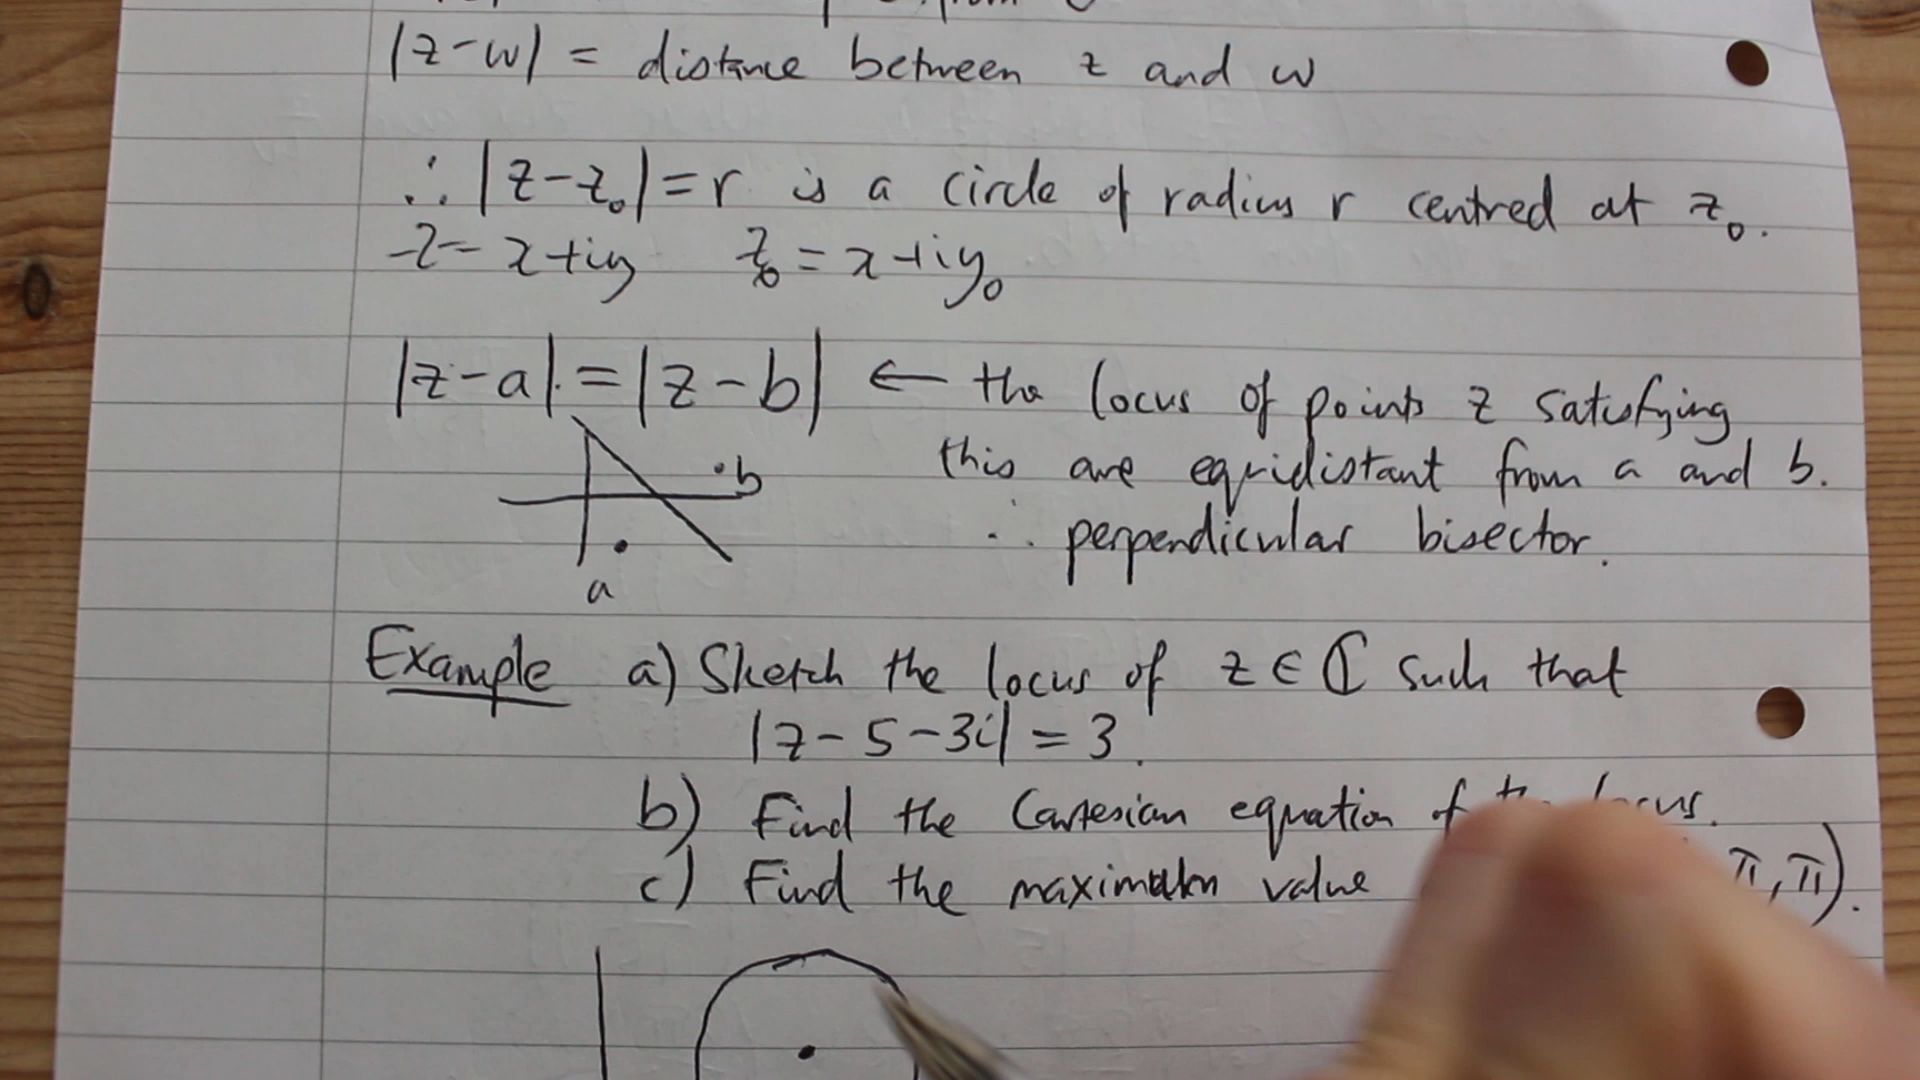 |z-w| = distance between z and w
∴ |z-z₀| = r is a circle of radius r centred at z₀.
z = x+iy z₀ = x+iy₀
|z-a| = |z-b| ← the locus of points z satisfying
this are equidistant from a and b.
∴ perpendicular bisector.
b
a
Example a) Sketch the locus of z ∈ ℂ such that
|z-5-3i| = 3.
b) Find the Cartesian equation of the locus.
c) Find the maximum value π, π).